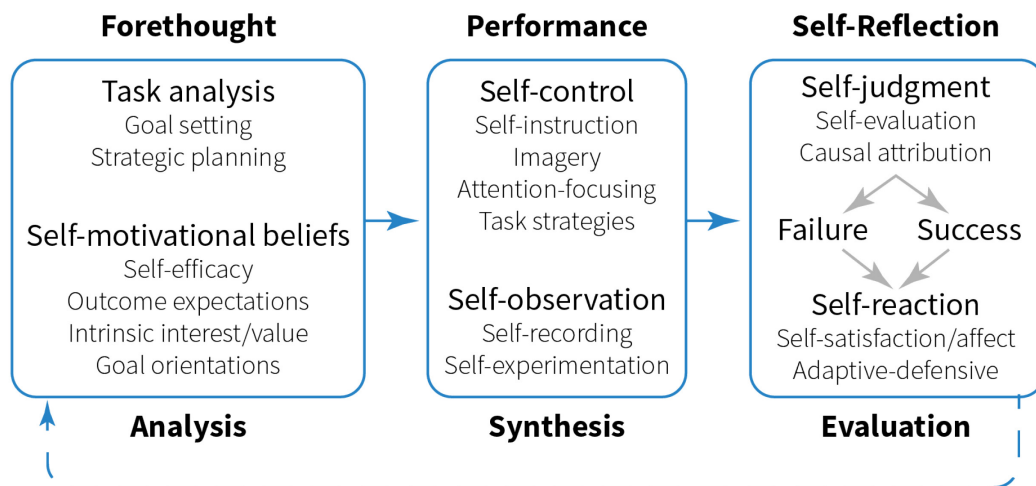 Forethought
Task analysis
Goal setting
Strategic planning
Self-motivational beliefs
Self-efficacy
Outcome expectations
Intrinsic interest/value
Goal orientations
Analysis
Performance
Self-control
Self-instruction
Imagery
Attention-focusing
Task strategies
Self-observation
Self-recording
Self-experimentation
Synthesis
Self-Reflection
Self-judgment
Self-evaluation
Causal attribution
Failure
Success
Self-reaction
Self-satisfaction/affect
Adaptive-defensive
Evaluation